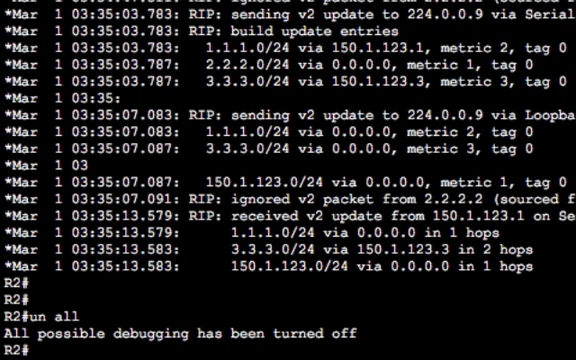 *Mar  1 03:35:03.783: RIP: sending v2 update to 224.0.0.9 via Serial
*Mar  1 03:35:03.783: RIP: build update entries
*Mar  1 03:35:03.783:   1.1.1.0/24 via 150.1.123.1, metric 2, tag 0
*Mar  1 03:35:03.787:   2.2.2.0/24 via 0.0.0.0, metric 1, tag 0
*Mar  1 03:35:03.787:   3.3.3.0/24 via 150.1.123.3, metric 3, tag 0
*Mar  1 03:35:
*Mar  1 03:35:07.083: RIP: sending v2 update to 224.0.0.9 via Loopba
*Mar  1 03:35:07.083:   1.1.1.0/24 via 0.0.0.0, metric 2, tag 0
*Mar  1 03:35:07.087:   3.3.3.0/24 via 0.0.0.0, metric 3, tag 0
*Mar  1 03
*Mar  1 03:35:07.087:   150.1.123.0/24 via 0.0.0.0, metric 1, tag 0
*Mar  1 03:35:07.091: RIP: ignored v2 packet from 2.2.2.2 (sourced f
*Mar  1 03:35:13.579: RIP: received v2 update from 150.1.123.1 on Se
*Mar  1 03:35:13.579:      1.1.1.0/24 via 0.0.0.0 in 1 hops
*Mar  1 03:35:13.583:      3.3.3.0/24 via 150.1.123.3 in 2 hops
*Mar  1 03:35:13.583:      150.1.123.0/24 via 0.0.0.0 in 1 hops
R2#
R2#
R2#un all
All possible debugging has been turned off
R2#